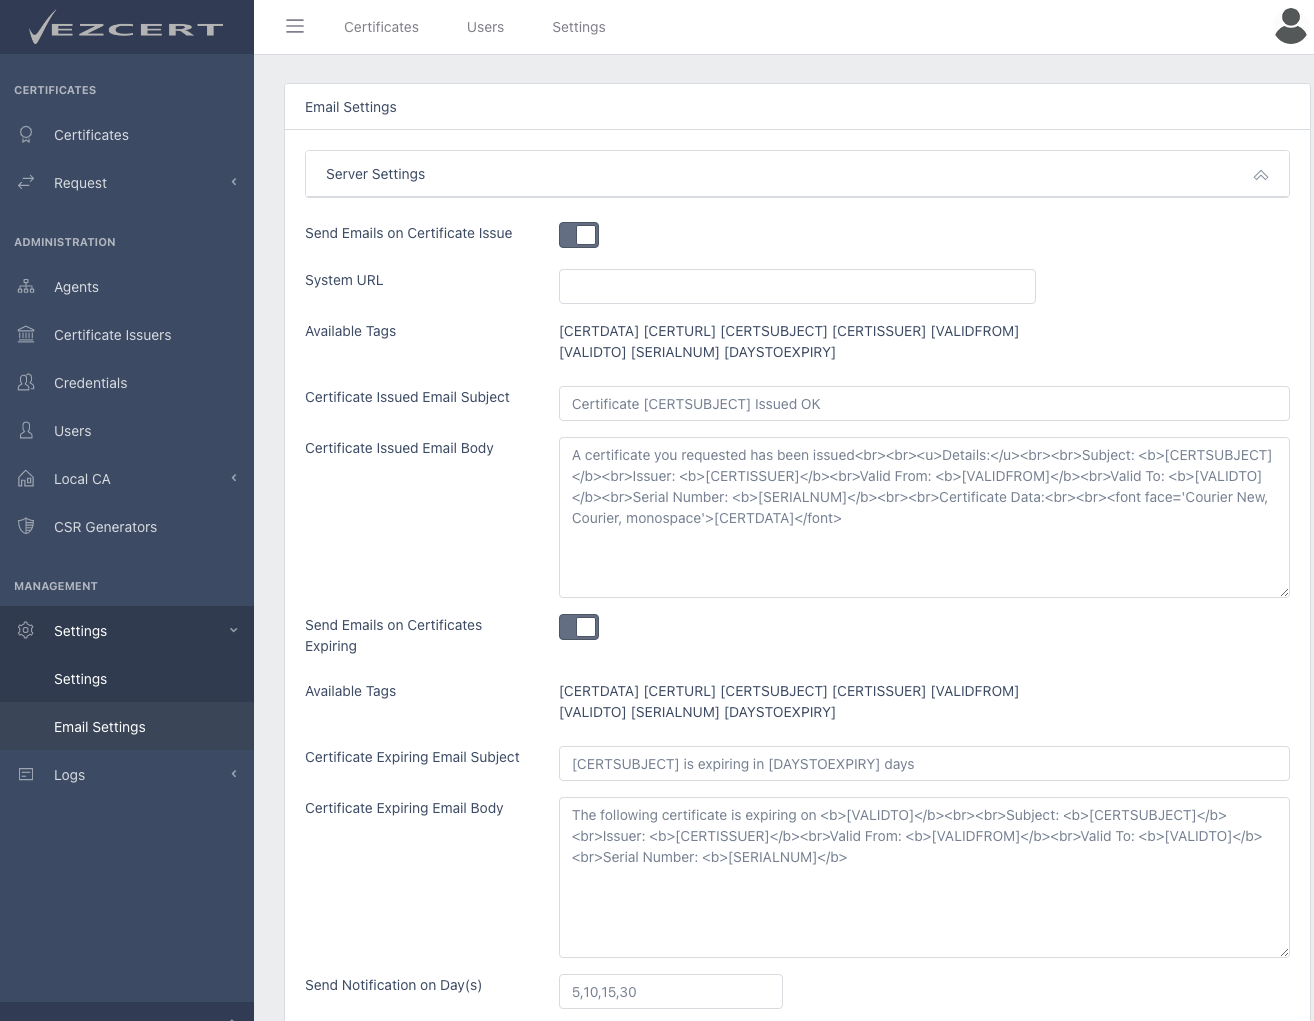 EZCERT
Certificates
Users
Settings
CERTIFICATES
Certificates
Request
ADMINISTRATION
Agents
Certificate Issuers
Credentials
Users
Local CA
CSR Generators
MANAGEMENT
Settings
Settings
Email Settings
Logs
Email Settings
Server Settings
Send Emails on Certificate Issue
System URL
Available Tags
[CERTDATA] [CERTURL] [CERTSUBJECT] [CERTISSUER] [VALIDFROM]
[VALIDTO] [SERIALNUM] [DAYSTOEXPIRY]
Certificate Issued Email Subject
Certificate [CERTSUBJECT] Issued OK
Certificate Issued Email Body
A certificate you requested has been issued<br><br><u>Details:</u><br><br>Subject: <b>[CERTSUBJECT]
</b><br>Issuer: <b>[CERTISSUER]</b><br>Valid From: <b>[VALIDFROM]</b><br>Valid To: <b>[VALIDTO]
</b><br>Serial Number: <b>[SERIALNUM]</b><br><br>Certificate Data:<br><br><font face='Courier New,
Courier, monospace'>[CERTDATA]</font>
Send Emails on Certificates
Expiring
Available Tags
[CERTDATA] [CERTURL] [CERTSUBJECT] [CERTISSUER] [VALIDFROM]
[VALIDTO] [SERIALNUM] [DAYSTOEXPIRY]
Certificate Expiring Email Subject
[CERTSUBJECT] is expiring in [DAYSTOEXPIRY] days
Certificate Expiring Email Body
The following certificate is expiring on <b>[VALIDTO]</b><br><br>Subject: <b>[CERTSUBJECT]</b>
<br>Issuer: <b>[CERTISSUER]</b><br>Valid From: <b>[VALIDFROM]</b><br>Valid To: <b>[VALIDTO]</b>
<br>Serial Number: <b>[SERIALNUM]</b>
Send Notification on Day(s)
5,10,15,30